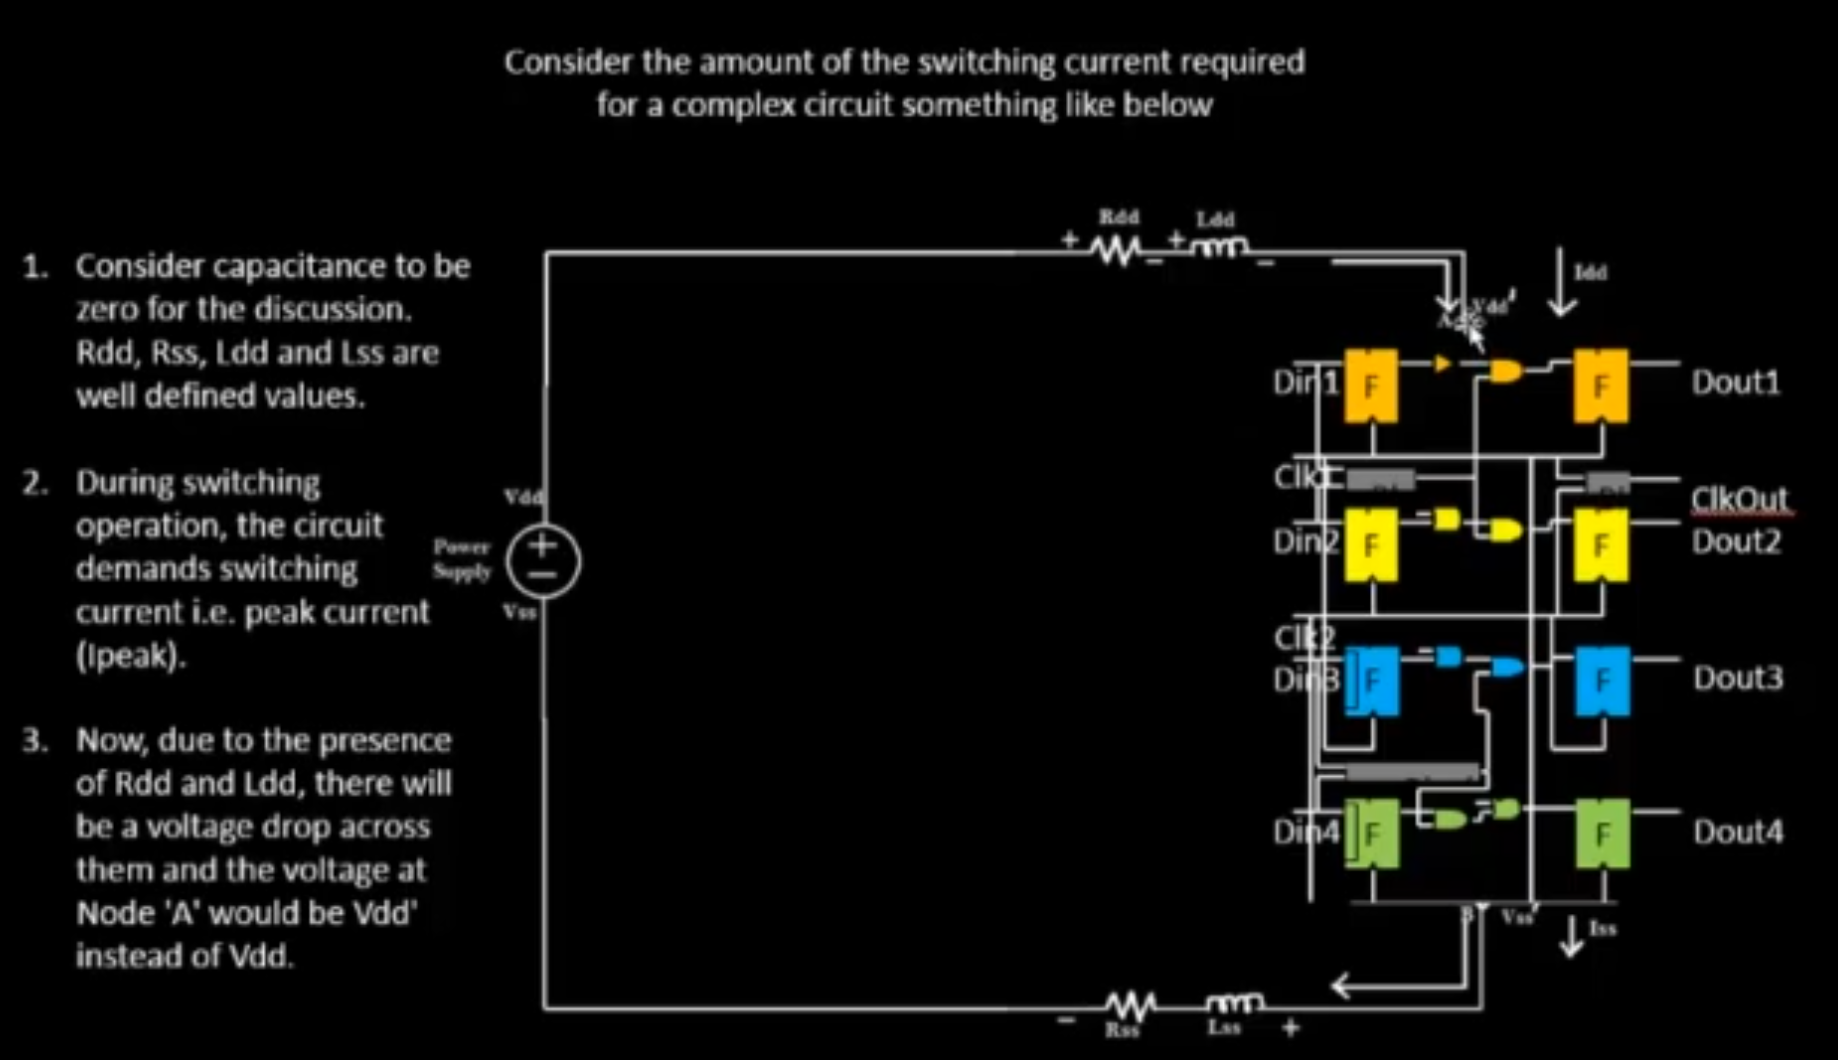 Consider the amount of the switching current required
for a complex circuit something like below
1. Consider capacitance to be
zero for the discussion.
Rdd, Rss, Ldd and Lss are
well defined values.
2. During switching
operation, the circuit
demands switching
current i.e. peak current
(Ipeak).
3. Now, due to the presence
of Rdd and Ldd, there will
be a voltage drop across
them and the voltage at
Node 'A' would be Vdd'
instead of Vdd.
Vdd
Power
Supply
+
−
Vss
Rdd
Ldd
+
−
+
−
Idd
A
Vdd'
Din1
F
F
Dout1
Clk1
ClkOut
Din2
F
F
Dout2
Clk2
Din3
F
F
Dout3
Din4
F
F
Dout4
B
Vss'
Iss
−
Rss
Lss
+